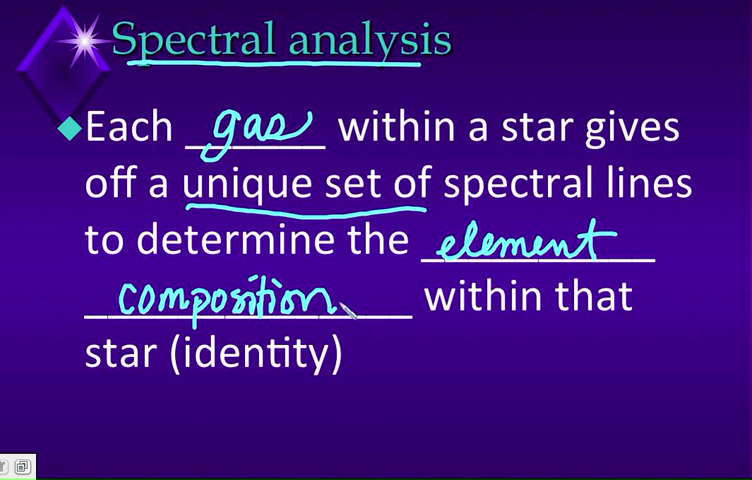 Spectral analysis
Each gas within a star gives
off a unique set of spectral lines
to determine the element
composition within that
star (identity)